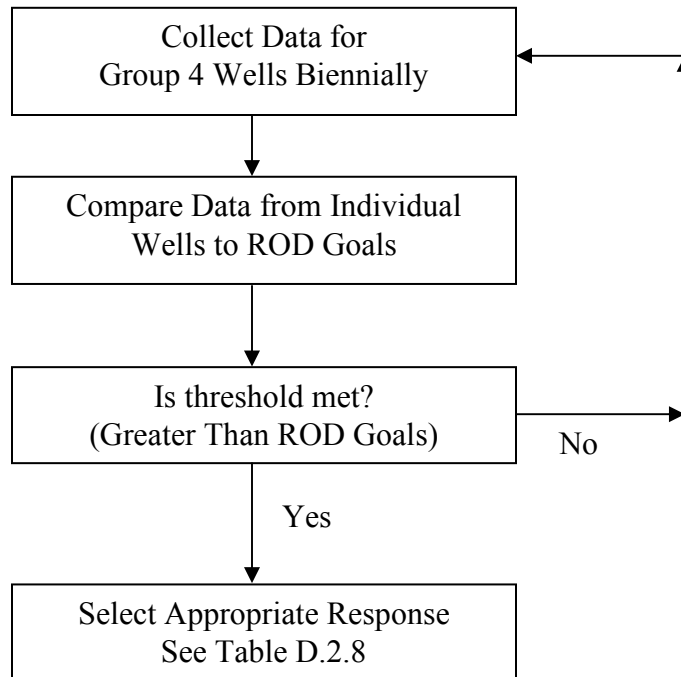 Collect Data for
Group 4 Wells Biennially
Compare Data from Individual
Wells to ROD Goals
Is threshold met?
(Greater Than ROD Goals)
No
Yes
Select Appropriate Response
See Table D.2.8